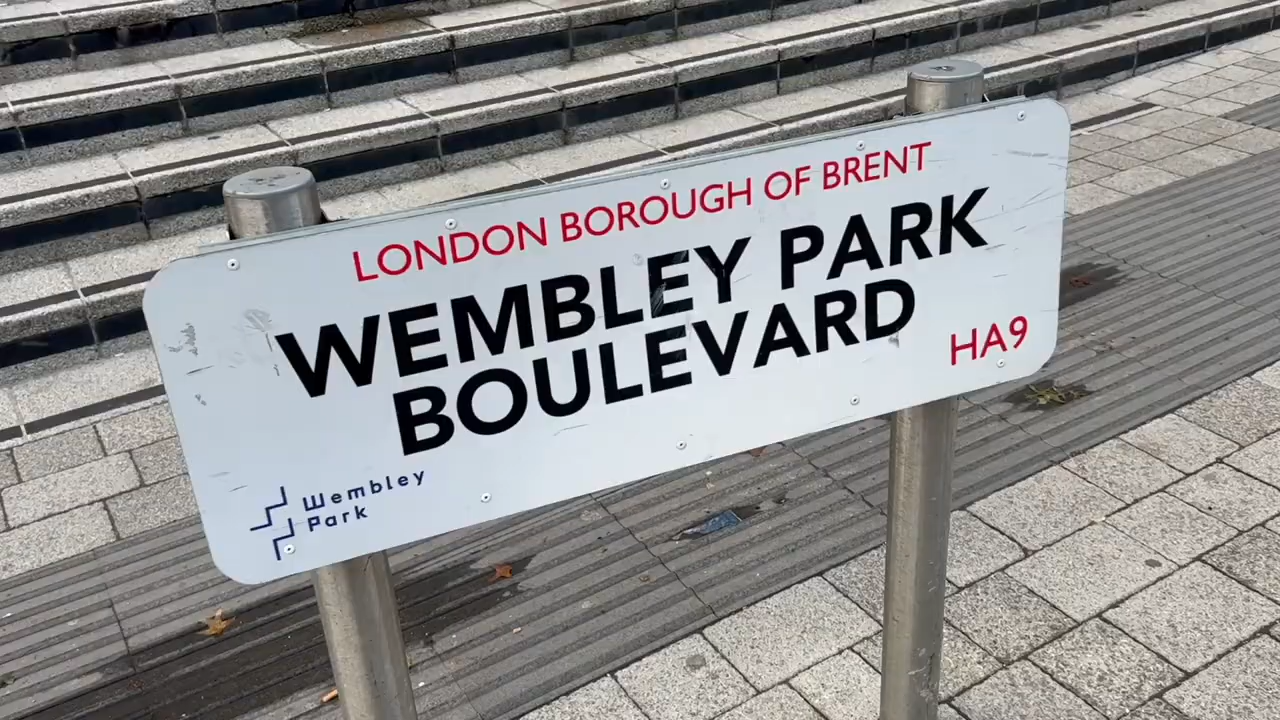 LONDON BOROUGH OF BRENT
WEMBLEY PARK
BOULEVARD
HA9
Wembley
Park